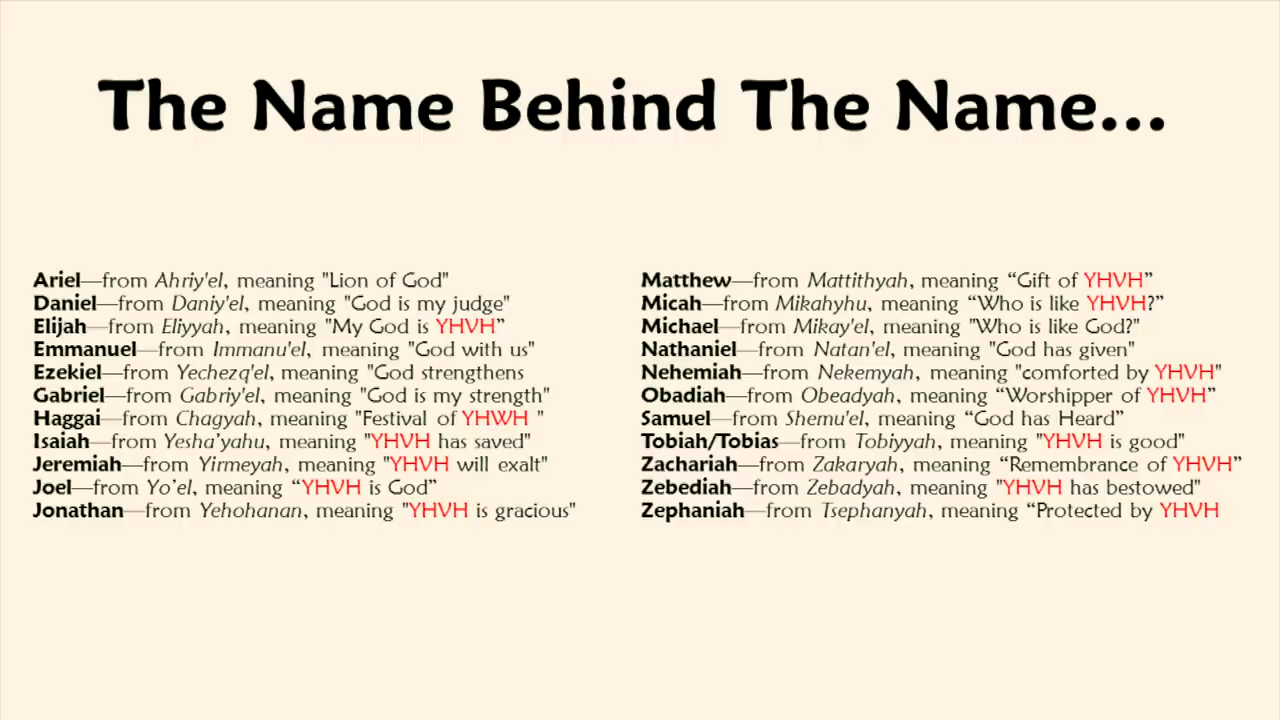 The Name Behind The Name...
Ariel—from Ahriy'el, meaning "Lion of God"
Daniel—from Daniy'el, meaning "God is my judge"
Elijah—from Eliyyah, meaning "My God is YHVH”
Emmanuel—from Immanu'el, meaning "God with us"
Ezekiel—from Yechezq'el, meaning "God strengthens
Gabriel—from Gabriy'el, meaning "God is my strength"
Haggai—from Chagyah, meaning "Festival of YHWH "
Isaiah—from Yesha’yahu, meaning "YHVH has saved"
Jeremiah—from Yirmeyah, meaning "YHVH will exalt"
Joel—from Yo’el, meaning “YHVH is God”
Jonathan—from Yehohanan, meaning "YHVH is gracious"
Matthew—from Mattithyah, meaning “Gift of YHVH”
Micah—from Mikahyhu, meaning “Who is like YHVH?”
Michael—from Mikay'el, meaning "Who is like God?"
Nathaniel—from Natan'el, meaning "God has given"
Nehemiah—from Nekemyah, meaning "comforted by YHVH"
Obadiah—from Obeadyah, meaning “Worshipper of YHVH”
Samuel—from Shemu'el, meaning “God has Heard”
Tobiah/Tobias—from Tobiyyah, meaning "YHVH is good"
Zachariah—from Zakaryah, meaning “Remembrance of YHVH”
Zebediah—from Zebadyah, meaning "YHVH has bestowed"
Zephaniah—from Tsephanyah, meaning “Protected by YHVH